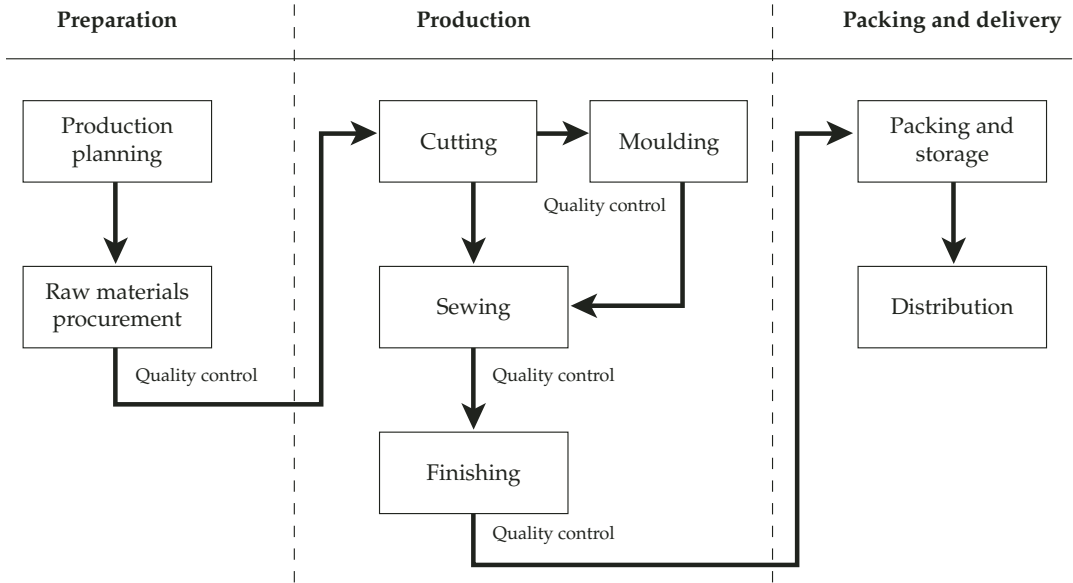 Preparation
Production
Packing and delivery
Production
planning
Raw materials
procurement
Quality control
Cutting
Moulding
Quality control
Sewing
Quality control
Finishing
Quality control
Packing and
storage
Distribution